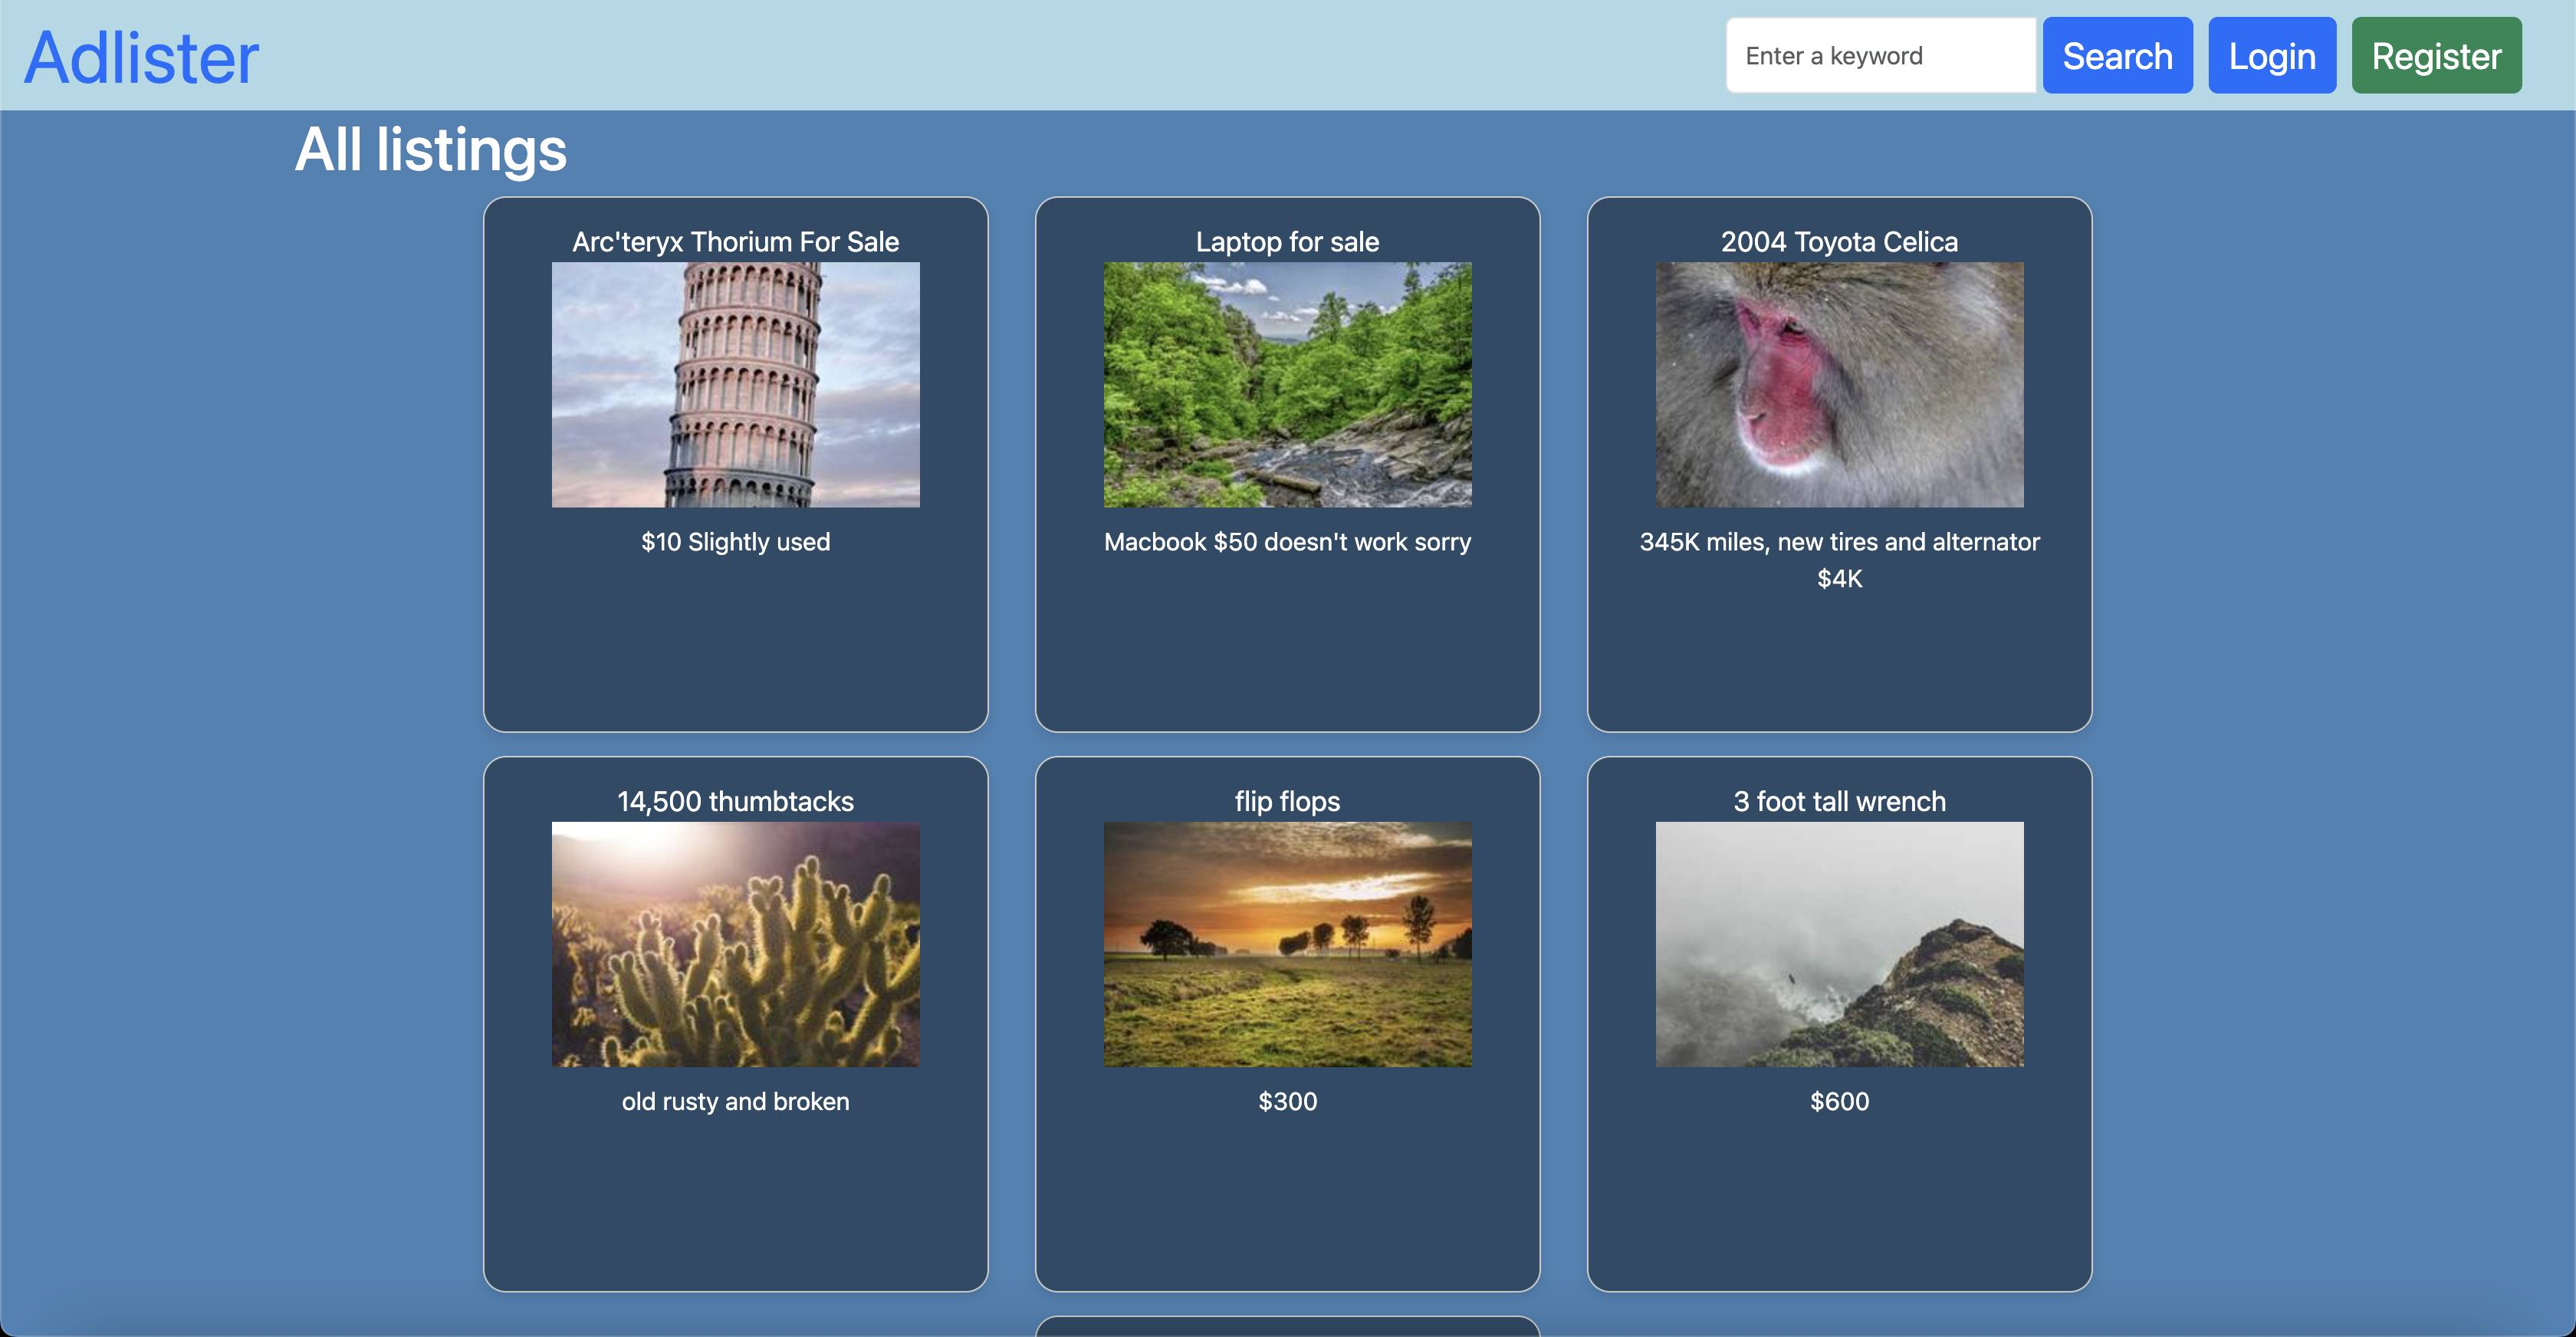 Adlister
Enter a keyword
Search
Login
Register
All listings
Arc'teryx Thorium For Sale
$10 Slightly used
Laptop for sale
Macbook $50 doesn't work sorry
2004 Toyota Celica
345K miles, new tires and alternator
$4K
14,500 thumbtacks
old rusty and broken
flip flops
$300
3 foot tall wrench
$600